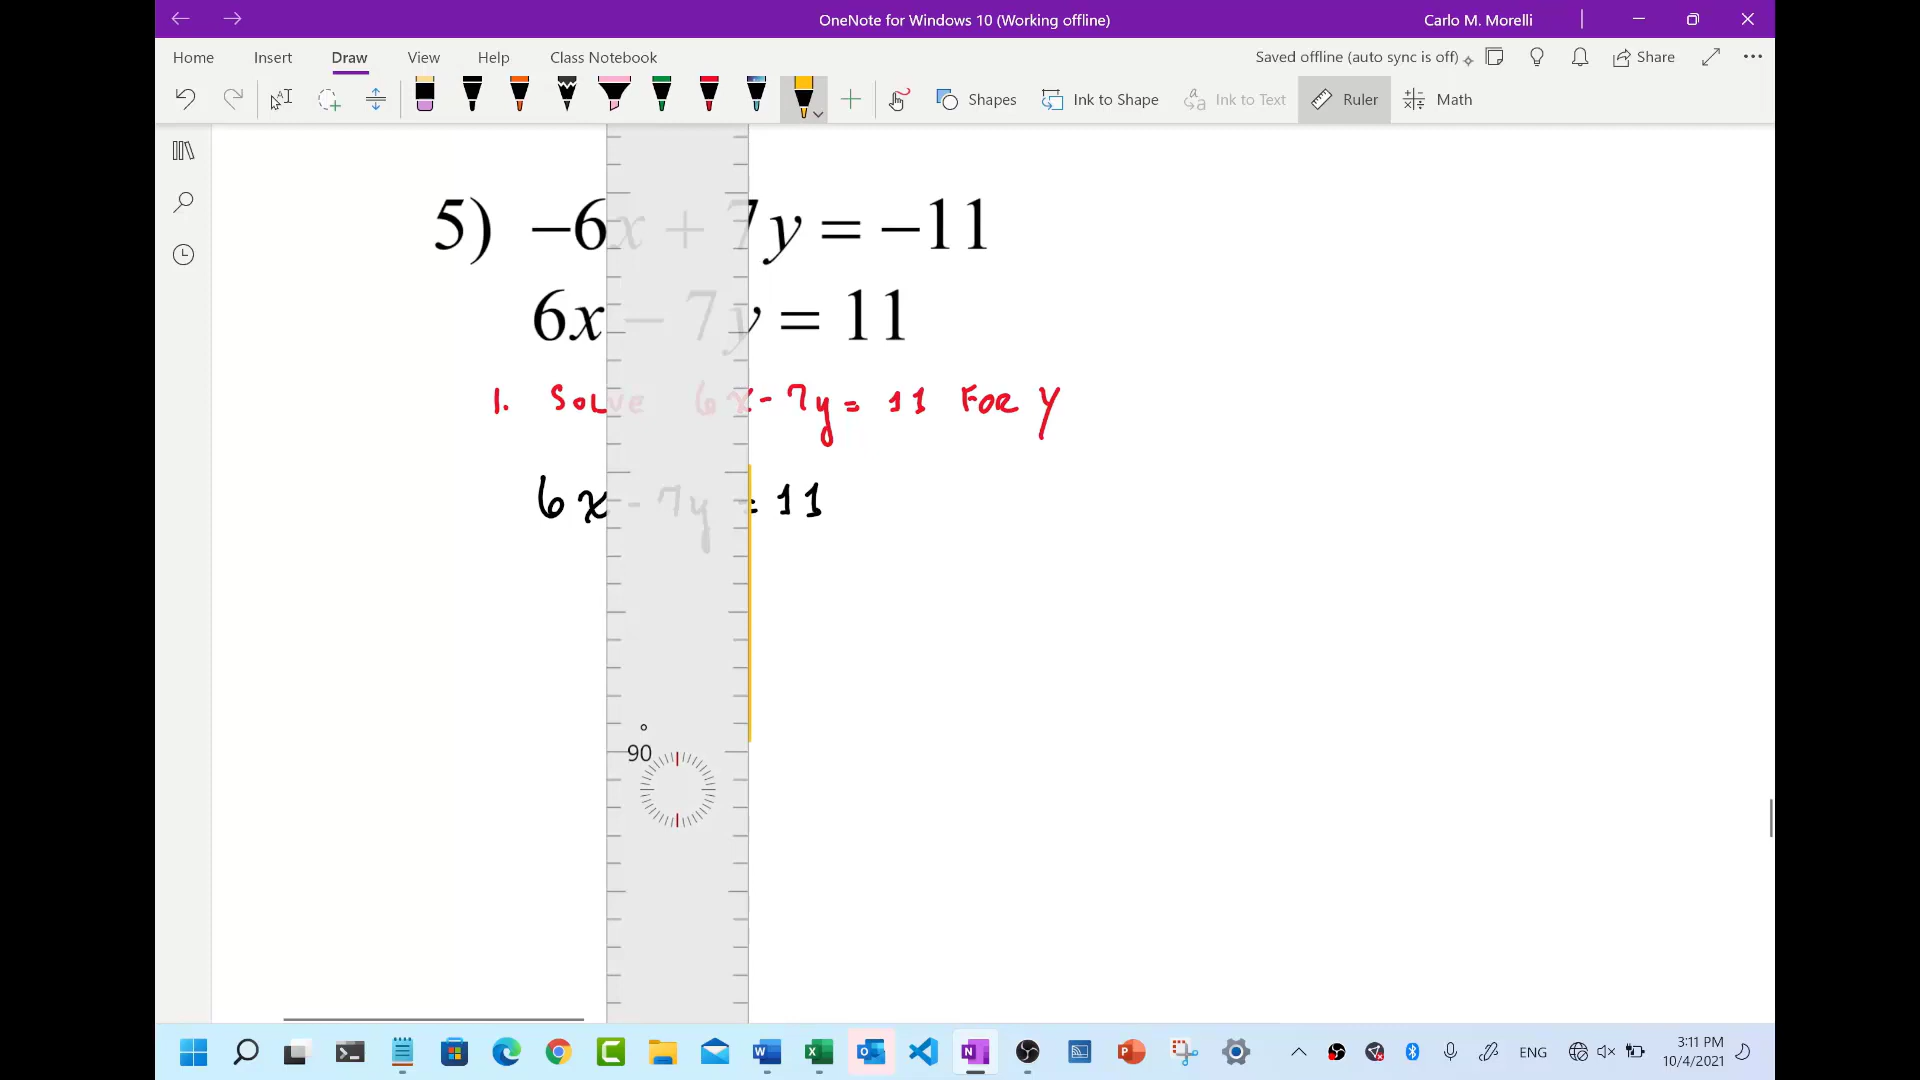 OneNote for Windows 10 (Working offline)
Carlo M. Morelli
Home Insert Draw View Help Class Notebook
Saved offline (auto sync is off)
Share
Shapes Ink to Shape Ink to Text Ruler Math
5) −6x + 7y = −11
6x − 7y = 11
1. Solve 6x - 7y = 11 For y
6x - 7y = 11
90°
ENG
3:11 PM
10/4/2021